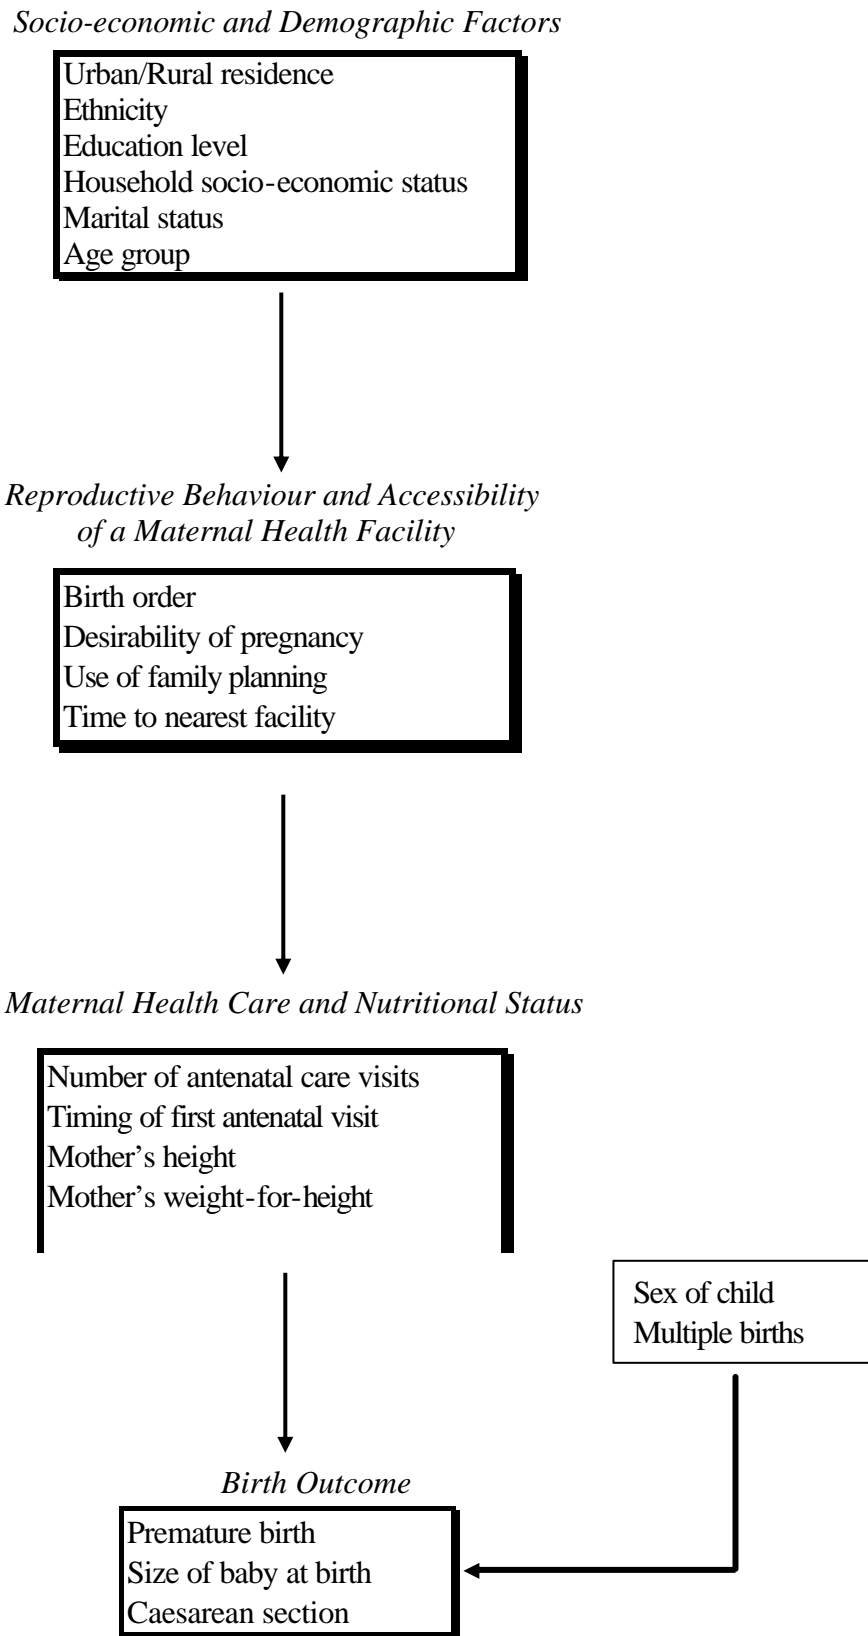 Socio-economic and Demographic Factors
Urban/Rural residence
Ethnicity
Education level
Household socio-economic status
Marital status
Age group
Reproductive Behaviour and Accessibility
of a Maternal Health Facility
Birth order
Desirability of pregnancy
Use of family planning
Time to nearest facility
Maternal Health Care and Nutritional Status
Number of antenatal care visits
Timing of first antenatal visit
Mother’s height
Mother’s weight-for-height
Sex of child
Multiple births
Birth Outcome
Premature birth
Size of baby at birth
Caesarean section